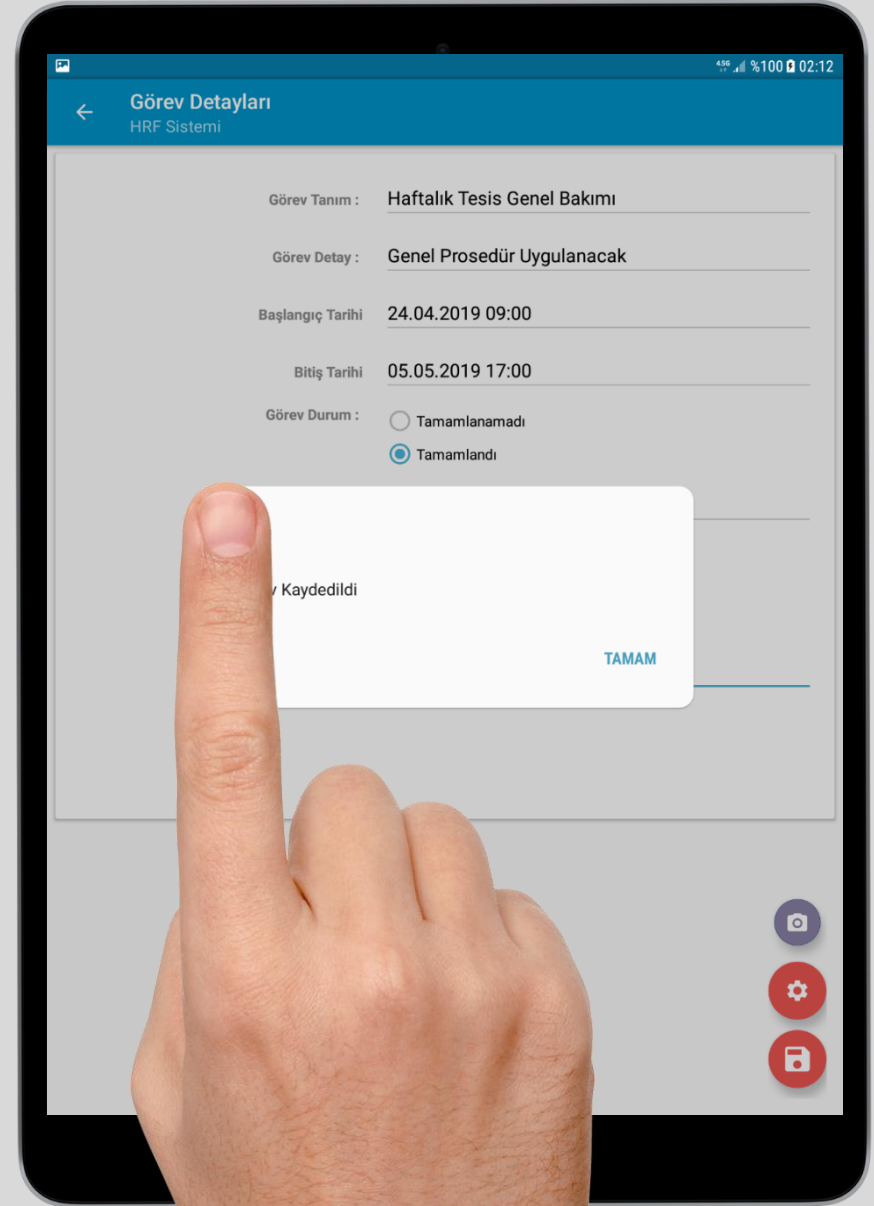 4.5G %100 02:12
Görev Detayları
HRF Sistemi
Görev Tanım : Haftalık Tesis Genel Bakımı
Görev Detay : Genel Prosedür Uygulanacak
Başlangıç Tarihi 24.04.2019 09:00
Bitiş Tarihi 05.05.2019 17:00
Görev Durum : Tamamlanamadı
Tamamlandı
Kaydedildi
TAMAM